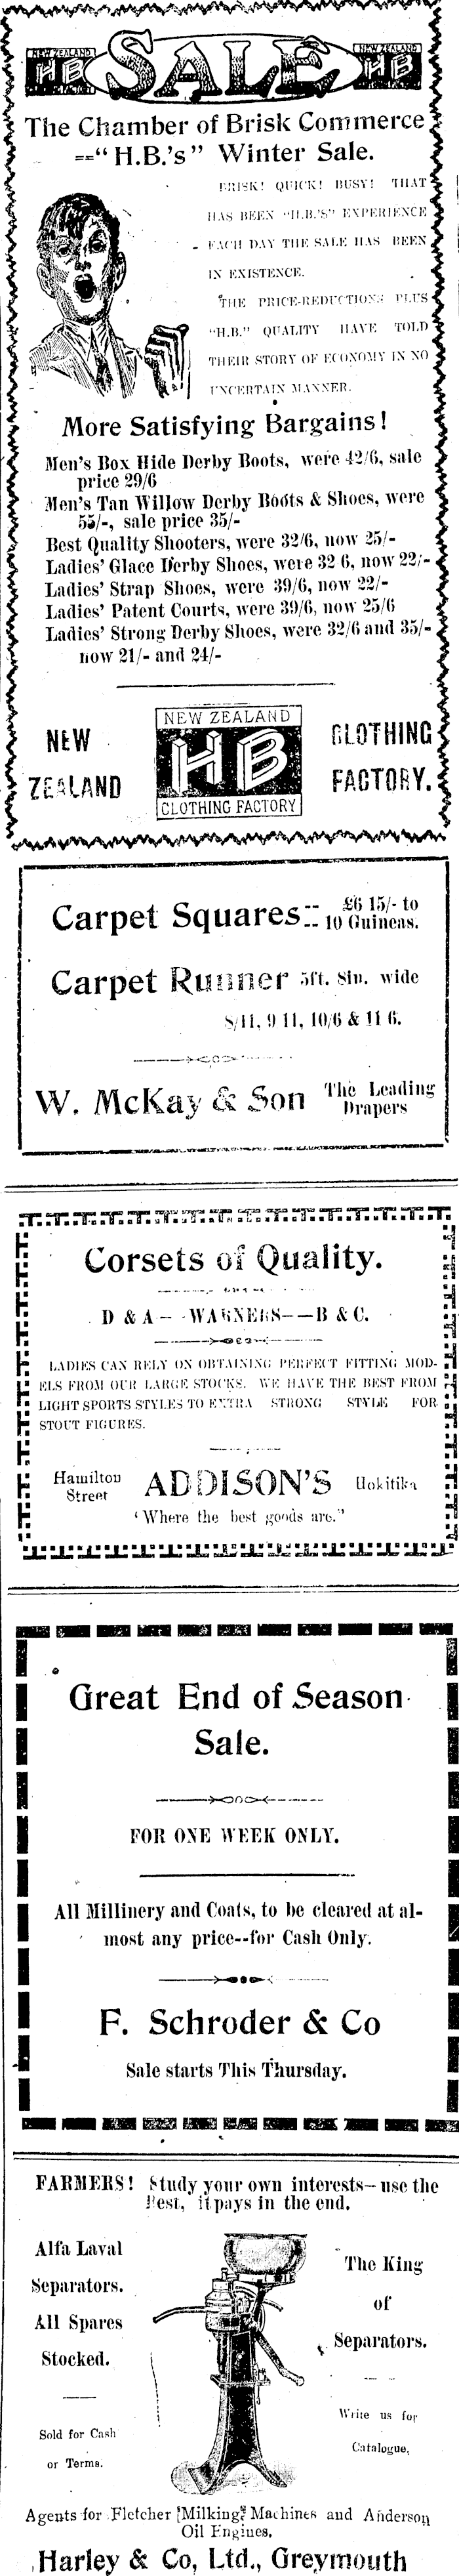 NEW ZEALAND
HB
SALE
NEW ZEALAND
HB
The Chamber of Brisk Commerce
--"H.B.'s" Winter Sale.
BRISK! QUICK! BUSY! THAT
HAS BEEN "H.B.'S" EXPERIENCE
EACH DAY THE SALE HAS BEEN
IN EXISTENCE.
THE PRICE-REDUCTIONS PLUS
"H.B." QUALITY HAVE TOLD
THEIR STORY OF ECONOMY IN NO
UNCERTAIN MANNER.
More Satisfying Bargains!
Men's Box Hide Derby Boots, were 42/6, sale
price 29/6
Men's Tan Willow Derby Boots & Shoes, were
55/-, sale price 35/-
Best Quality Shooters, were 32/6, now 25/-
Ladies' Glace Derby Shoes, were 32 6, now 22/-
Ladies' Strap Shoes, were 39/6, now 22/-
Ladies' Patent Courts, were 39/6, now 25/6
Ladies' Strong Derby Shoes, were 32/6 and 35/-
now 21/- and 24/-
NEW
ZEALAND
NEW ZEALAND
HB
CLOTHING FACTORY
CLOTHING
FACTORY.
Carpet Squares-- £6 15/- to
10 Guineas.
Carpet Runner 5ft. 8in. wide
8/11, 9 11, 10/6 & 11 6.
W. McKay & Son The Leading
Drapers
Corsets of Quality.
D & A-- WARNERS--B & C.
LADIES CAN RELY ON OBTAINING PERFECT FITTING MOD-
ELS FROM OUR LARGE STOCKS. WE HAVE THE BEST FROM
LIGHT SPORTS STYLES TO EXTRA STRONG STYLE FOR
STOUT FIGURES.
Hamilton
Street
ADDISON'S
Hokitika
'Where the best goods are."
Great End of Season
Sale.
FOR ONE WEEK ONLY.
All Millinery and Coats, to be cleared at al-
most any price--for Cash Only.
F. Schroder & Co
Sale starts This Thursday.
FARMERS! Study your own interests--use the
Best, it pays in the end.
Alfa Laval
Separators.
All Spares
Stocked.
Sold for Cash
or Terms.
The King
of
Separators.
Write us for
Catalogue,
Agents for Fletcher [Milking Machines and Anderson
Oil Engines.
Harley & Co, Ltd., Greymouth